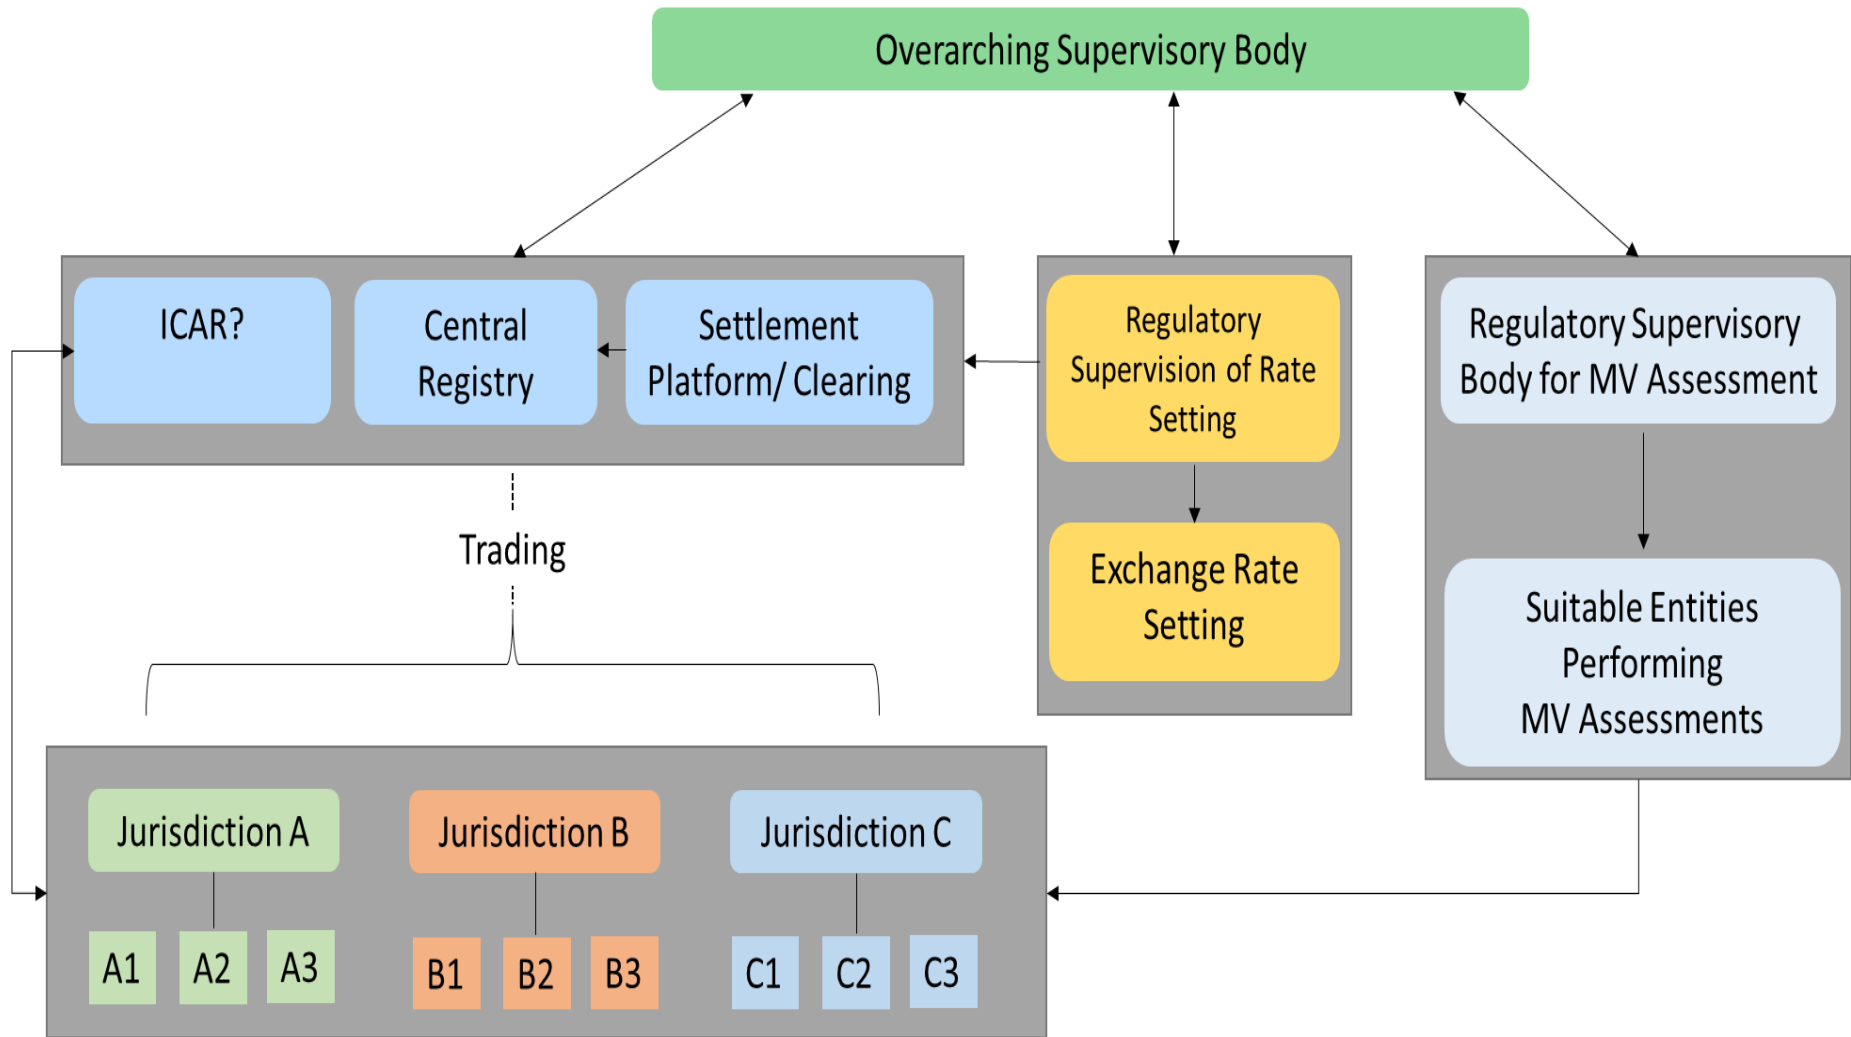 Overarching Supervisory Body
ICAR?
Central
Registry
Settlement
Platform/ Clearing
Regulatory
Supervision of Rate
Setting
Regulatory Supervisory
Body for MV Assessment
Trading
Exchange Rate
Setting
Suitable Entities
Performing
MV Assessments
Jurisdiction A
Jurisdiction B
Jurisdiction C
A1
A2
A3
B1
B2
B3
C1
C2
C3